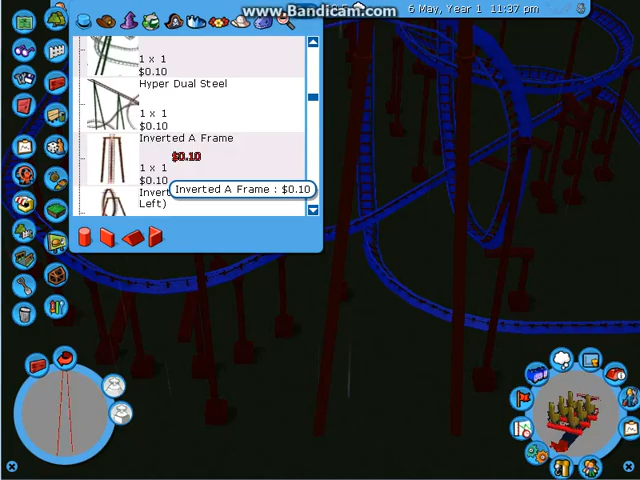 www.Bandicam.com
6 May, Year 1  11:37 pm
1 x 1
$0.10
Hyper Dual Steel
1 x 1
$0.10
Inverted A Frame
$0.10
1 x 1
$0.10
Inverted A Frame : $0.10
Left)